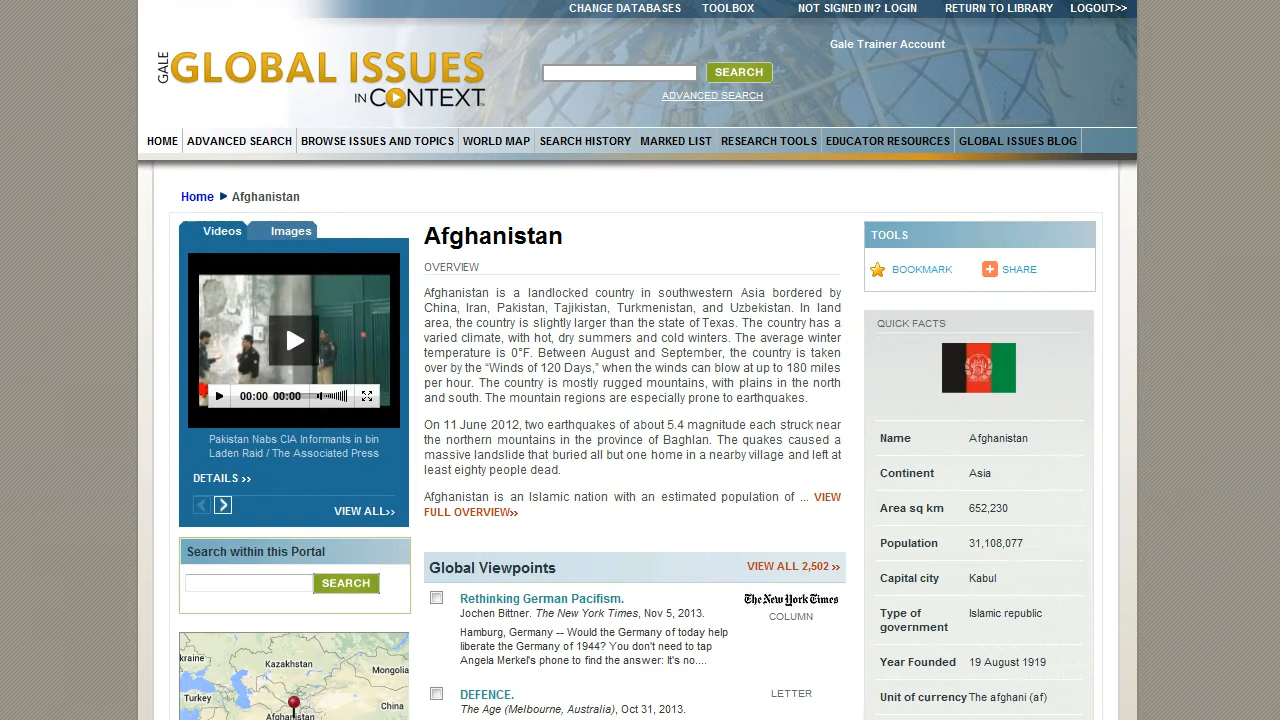 CHANGE DATABASES TOOLBOX NOT SIGNED IN? LOGIN RETURN TO LIBRARY LOGOUT>>
Gale Trainer Account
GALE GLOBAL ISSUES
IN CONTEXT
SEARCH
ADVANCED SEARCH
HOME ADVANCED SEARCH BROWSE ISSUES AND TOPICS WORLD MAP SEARCH HISTORY MARKED LIST RESEARCH TOOLS EDUCATOR RESOURCES GLOBAL ISSUES BLOG
Home Afghanistan
Videos Images
00:00 00:00
Pakistan Nabs CIA Informants in bin
Laden Raid / The Associated Press
DETAILS >>
VIEW ALL>>
Search within this Portal
SEARCH
kraine
Kazakhstan
Mongolia
Turkey
China
Afghanistan
Afghanistan
OVERVIEW
Afghanistan is a landlocked country in southwestern Asia bordered by
China, Iran, Pakistan, Tajikistan, Turkmenistan, and Uzbekistan. In land
area, the country is slightly larger than the state of Texas. The country has a
varied climate, with hot, dry summers and cold winters. The average winter
temperature is 0°F. Between August and September, the country is taken
over by the “Winds of 120 Days,” when the winds can blow at up to 180 miles
per hour. The country is mostly rugged mountains, with plains in the north
and south. The mountain regions are especially prone to earthquakes.
On 11 June 2012, two earthquakes of about 5.4 magnitude each struck near
the northern mountains in the province of Baghlan. The quakes caused a
massive landslide that buried all but one home in a nearby village and left at
least eighty people dead.
Afghanistan is an Islamic nation with an estimated population of ... VIEW
FULL OVERVIEW>>
Global Viewpoints VIEW ALL 2,502 >>
Rethinking German Pacifism.
Jochen Bittner. The New York Times, Nov 5, 2013.
Hamburg, Germany -- Would the Germany of today help
liberate the Germany of 1944? You don't need to tap
Angela Merkel's phone to find the answer: It's no....
The New York Times
COLUMN
DEFENCE.
The Age (Melbourne, Australia), Oct 31, 2013.
LETTER
TOOLS
BOOKMARK SHARE
QUICK FACTS
Name Afghanistan
Continent Asia
Area sq km 652,230
Population 31,108,077
Capital city Kabul
Type of Islamic republic
government
Year Founded 19 August 1919
Unit of currency The afghani (af)